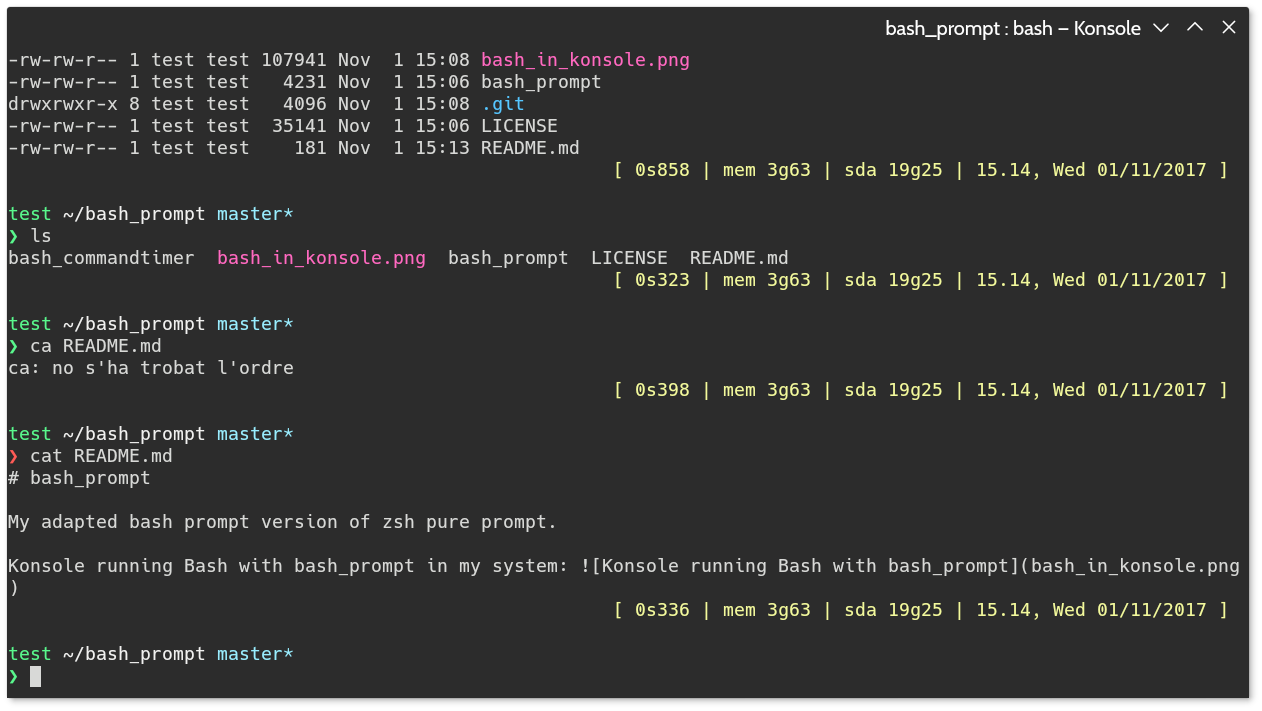 bash_prompt : bash – Konsole
-rw-rw-r-- 1 test test 107941 Nov  1 15:08 bash_in_konsole.png
-rw-rw-r-- 1 test test   4231 Nov  1 15:06 bash_prompt
drwxrwxr-x 8 test test   4096 Nov  1 15:08 .git
-rw-rw-r-- 1 test test  35141 Nov  1 15:06 LICENSE
-rw-rw-r-- 1 test test    181 Nov  1 15:13 README.md
[ 0s858 | mem 3g63 | sda 19g25 | 15.14, Wed 01/11/2017 ]
test ~/bash_prompt master*
❯ ls
bash_commandtimer  bash_in_konsole.png  bash_prompt  LICENSE  README.md
[ 0s323 | mem 3g63 | sda 19g25 | 15.14, Wed 01/11/2017 ]
test ~/bash_prompt master*
❯ ca README.md
ca: no s'ha trobat l'ordre
[ 0s398 | mem 3g63 | sda 19g25 | 15.14, Wed 01/11/2017 ]
test ~/bash_prompt master*
❯ cat README.md
# bash_prompt
My adapted bash prompt version of zsh pure prompt.
Konsole running Bash with bash_prompt in my system: ![Konsole running Bash with bash_prompt](bash_in_konsole.png
)
[ 0s336 | mem 3g63 | sda 19g25 | 15.14, Wed 01/11/2017 ]
test ~/bash_prompt master*
❯